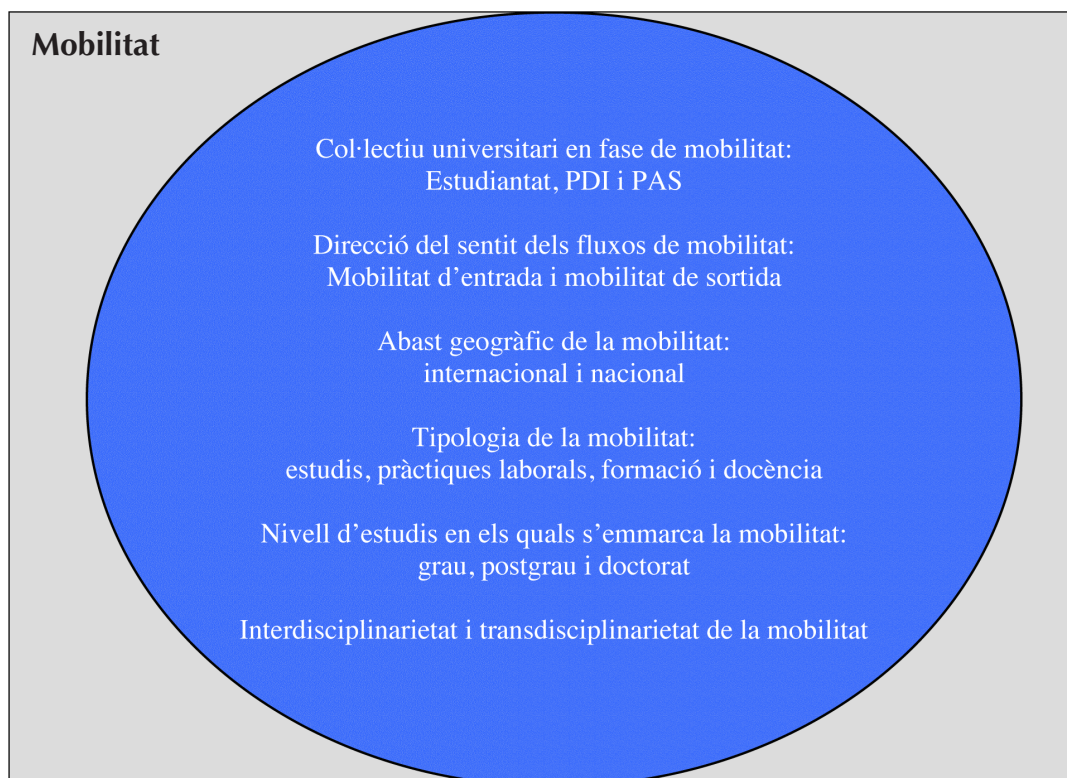 Mobilitat
Col·lectiu universitari en fase de mobilitat:
Estudiantat, PDI i PAS
Direcció del sentit dels fluxos de mobilitat:
Mobilitat d’entrada i mobilitat de sortida
Abast geogràfic de la mobilitat:
internacional i nacional
Tipologia de la mobilitat:
estudis, pràctiques laborals, formació i docència
Nivell d’estudis en els quals s’emmarca la mobilitat:
grau, postgrau i doctorat
Interdisciplinarietat i transdisciplinarietat de la mobilitat